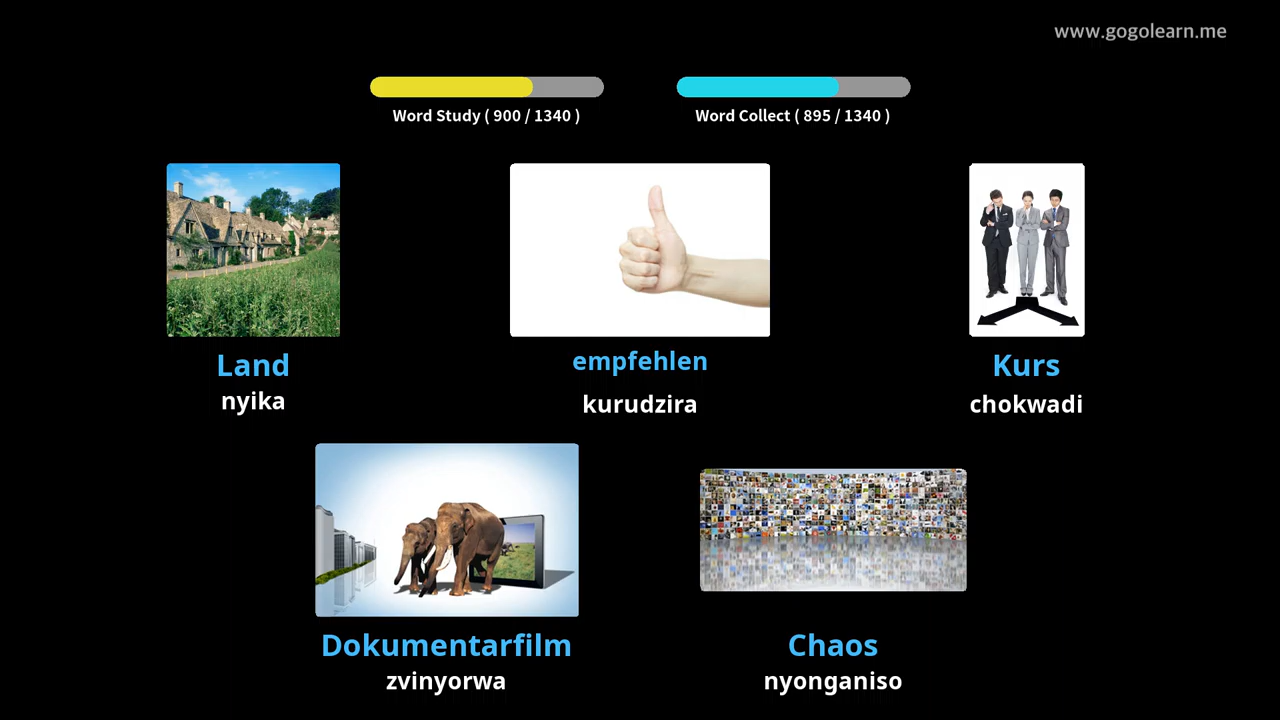 www.gogolearn.me
Word Study ( 900 / 1340 )
Word Collect ( 895 / 1340 )
Land
nyika
empfehlen
kurudzira
Kurs
chokwadi
Dokumentarfilm
zvinyorwa
Chaos
nyonganiso